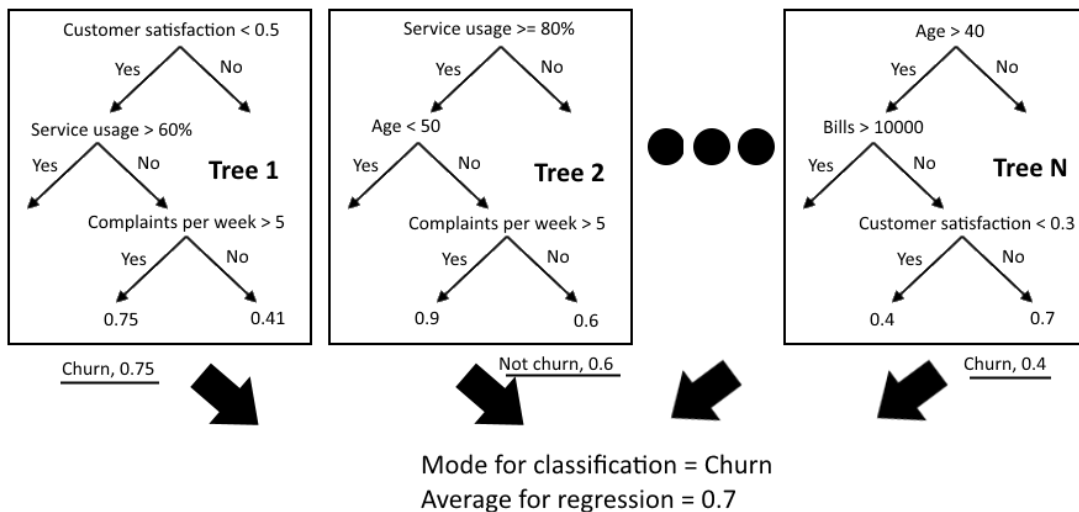 Customer satisfaction < 0.5
Yes
No
Service usage > 60%
Yes
No
Tree 1
Complaints per week > 5
Yes
No
0.75
0.41
Churn, 0.75
Service usage >= 80%
Yes
No
Age < 50
Yes
No
Tree 2
Complaints per week > 5
Yes
No
0.9
0.6
Not churn, 0.6
Age > 40
Yes
No
Bills > 10000
Yes
No
Tree N
Customer satisfaction < 0.3
Yes
No
0.4
0.7
Churn, 0.4
Mode for classification = Churn
Average for regression = 0.7